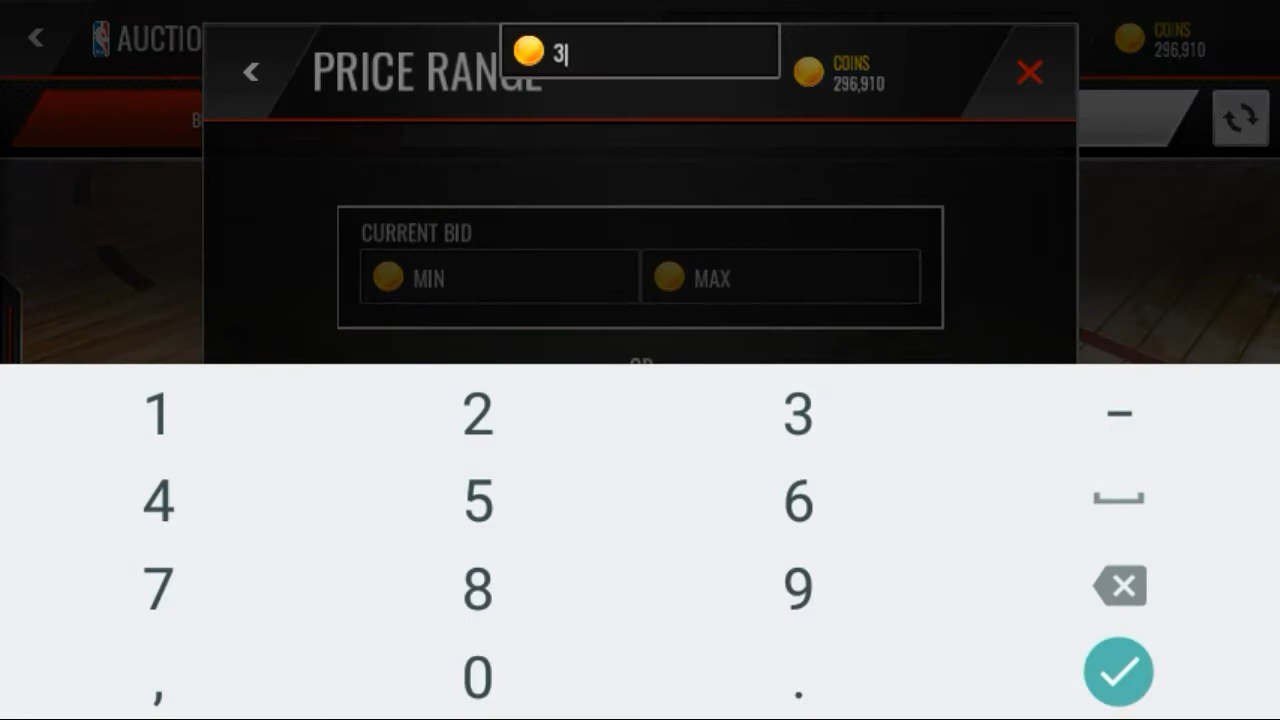 AUCTIO
PRICE RANGE
3
COINS
296,910
COINS
296,910
B
CURRENT BID
MIN
MAX
OR
1 2 3 -
4 5 6
7 8 9
, 0 .